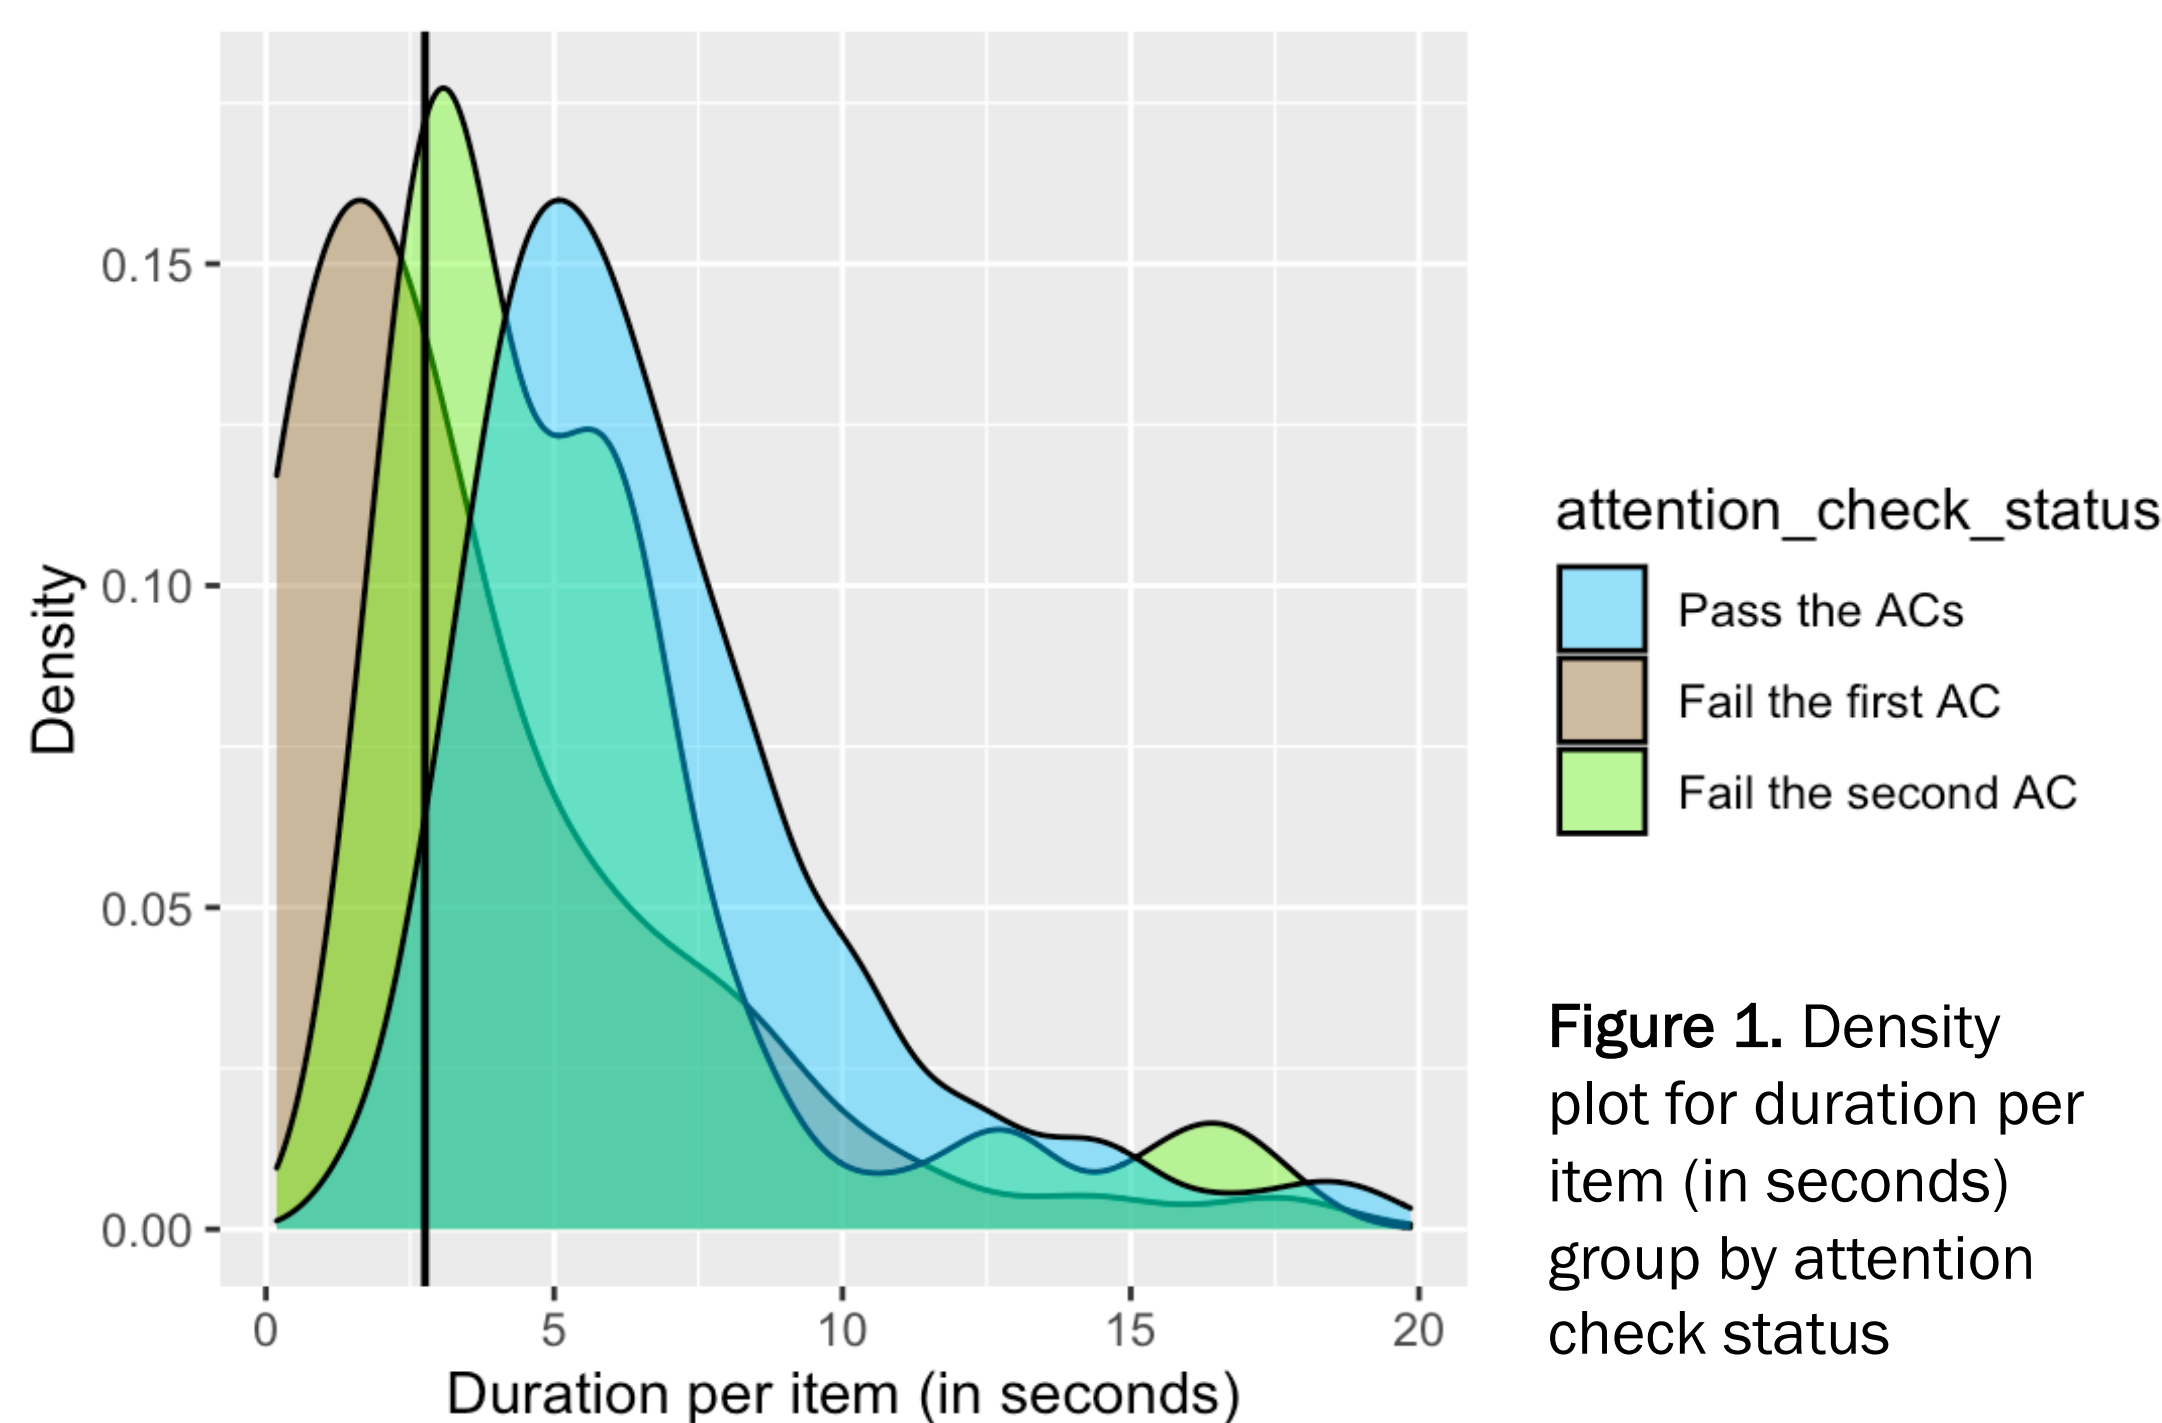 Density
0.15
0.10
0.05
0.00
0
5
10
15
20
Duration per item (in seconds)
attention_check_status
Pass the ACs
Fail the first AC
Fail the second AC
Figure 1. Density
plot for duration per
item (in seconds)
group by attention
check status